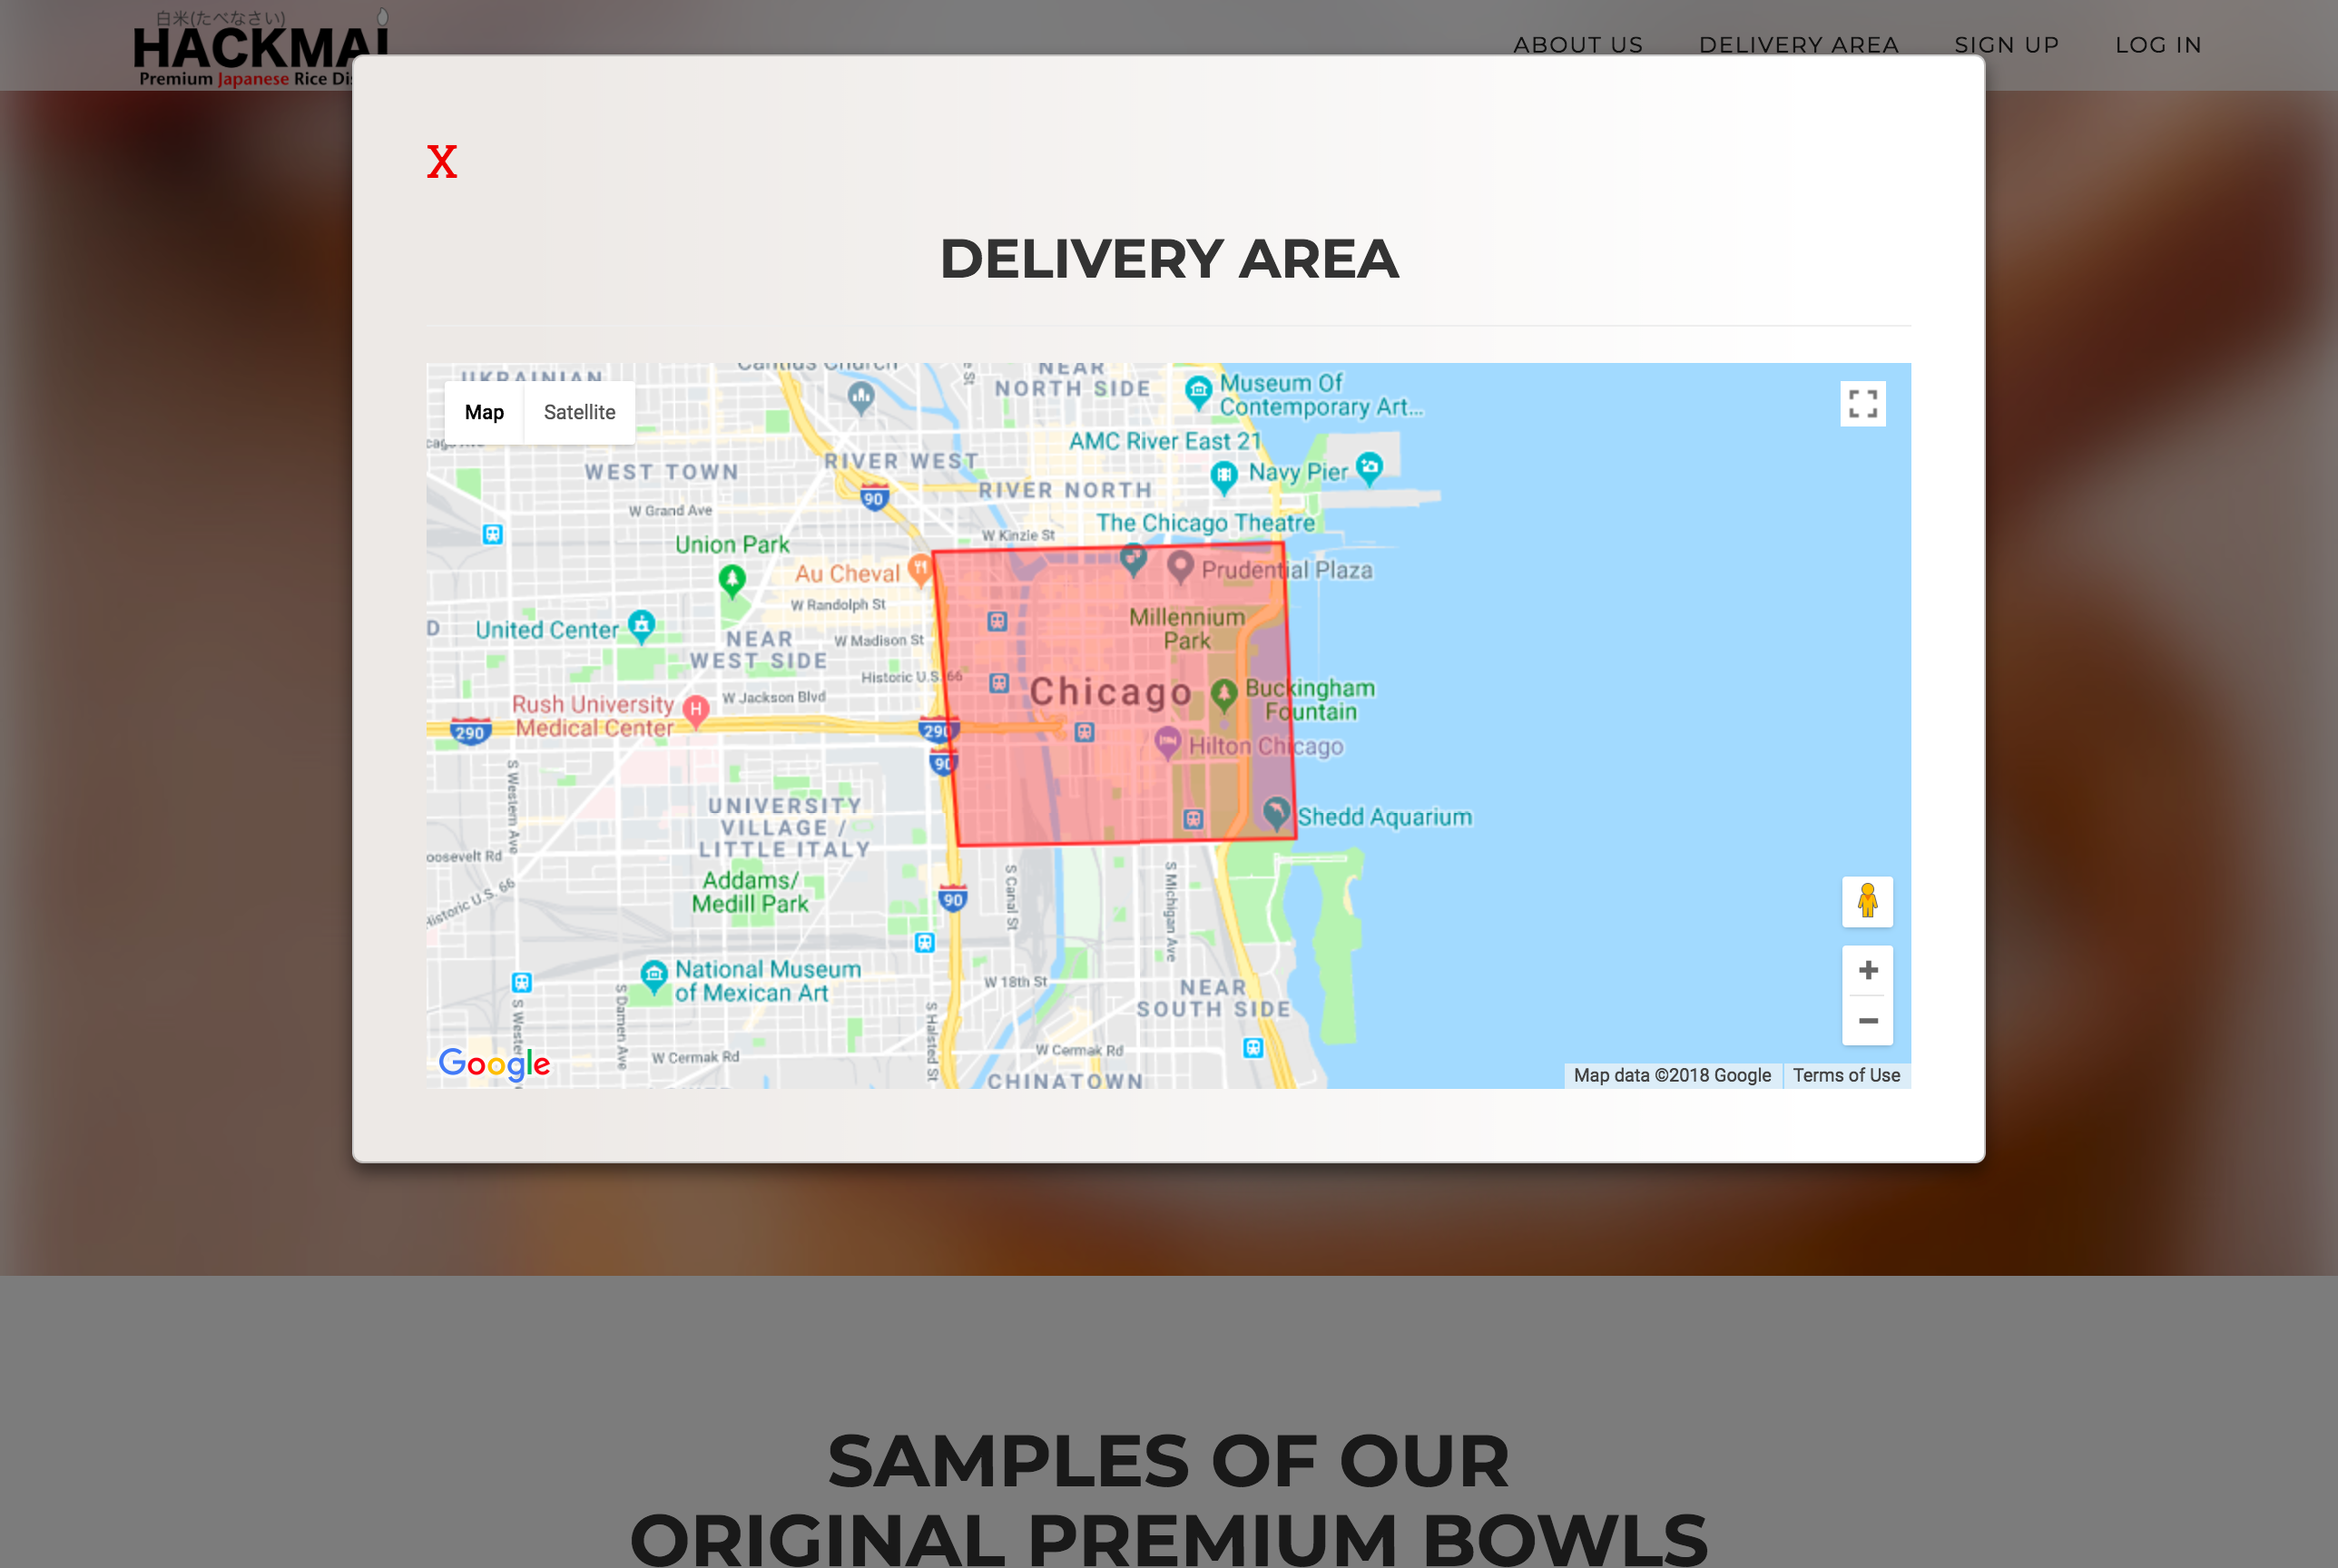 白米(たべなさい)
HACKMAI
Premium Japanese Rice Dis
ABOUT US
DELIVERY AREA
SIGN UP
LOG IN
X
DELIVERY AREA
Map
Satellite
UKRAINIAN
Cantius Church
NEAR
NORTH SIDE
Museum Of
Contemporary Art...
AMC River East 21
WEST TOWN
RIVER WEST
Navy Pier
90
RIVER NORTH
W Grand Ave
The Chicago Theatre
W Kinzie St
Union Park
Au Cheval
Prudential Plaza
W Randolph St
Millennium
Park
D
United Center
NEAR
WEST SIDE
W Madison St
Historic U.S. 66
Chicago
Buckingham
Fountain
W Jackson Blvd
Rush University
Medical Center
H
290
290
Hilton Chicago
90
S Western Ave
UNIVERSITY
VILLAGE /
LITTLE ITALY
Shedd Aquarium
oosevelt Rd
Historic U.S. 66
Addams/
Medill Park
90
S Canal St
S Michigan Ave
National Museum
of Mexican Art
W 18th St
NEAR
SOUTH SIDE
S Damen Ave
S Halsted St
W Cermak Rd
W Cermak Rd
CHINATOWN
Google
Map data ©2018 Google
Terms of Use
SAMPLES OF OUR
ORIGINAL PREMIUM BOWLS